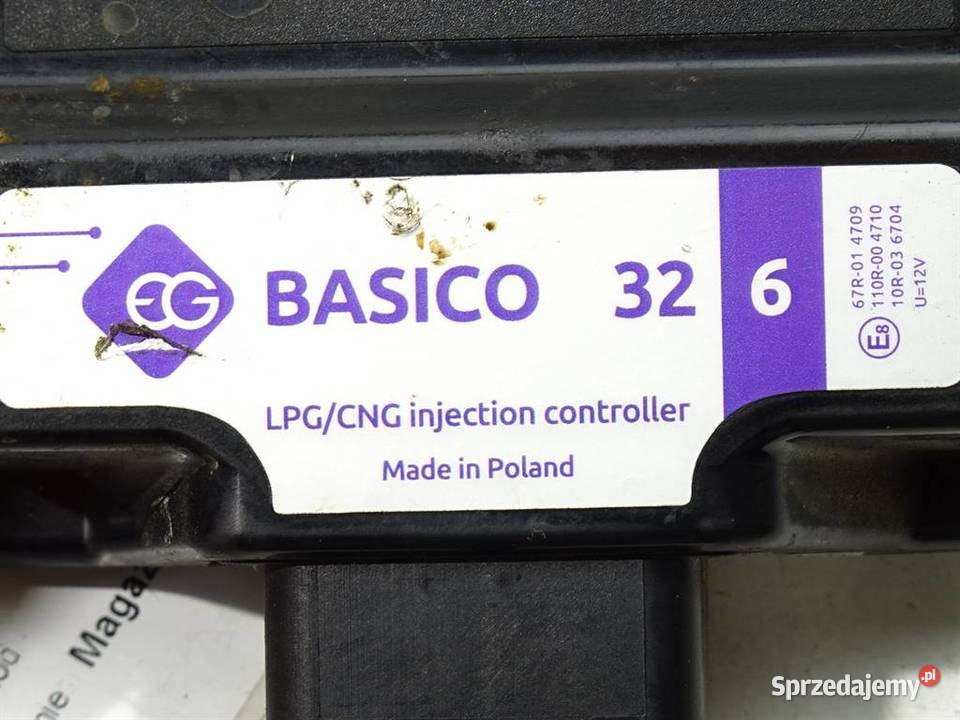 EG BASICO 32 6
LPG/CNG injection controller
Made in Poland
67R-01 4709
110R-00 4710
10R-03 6704
U=12V
E8
Magaz
nie
Sprzedajemy.pl